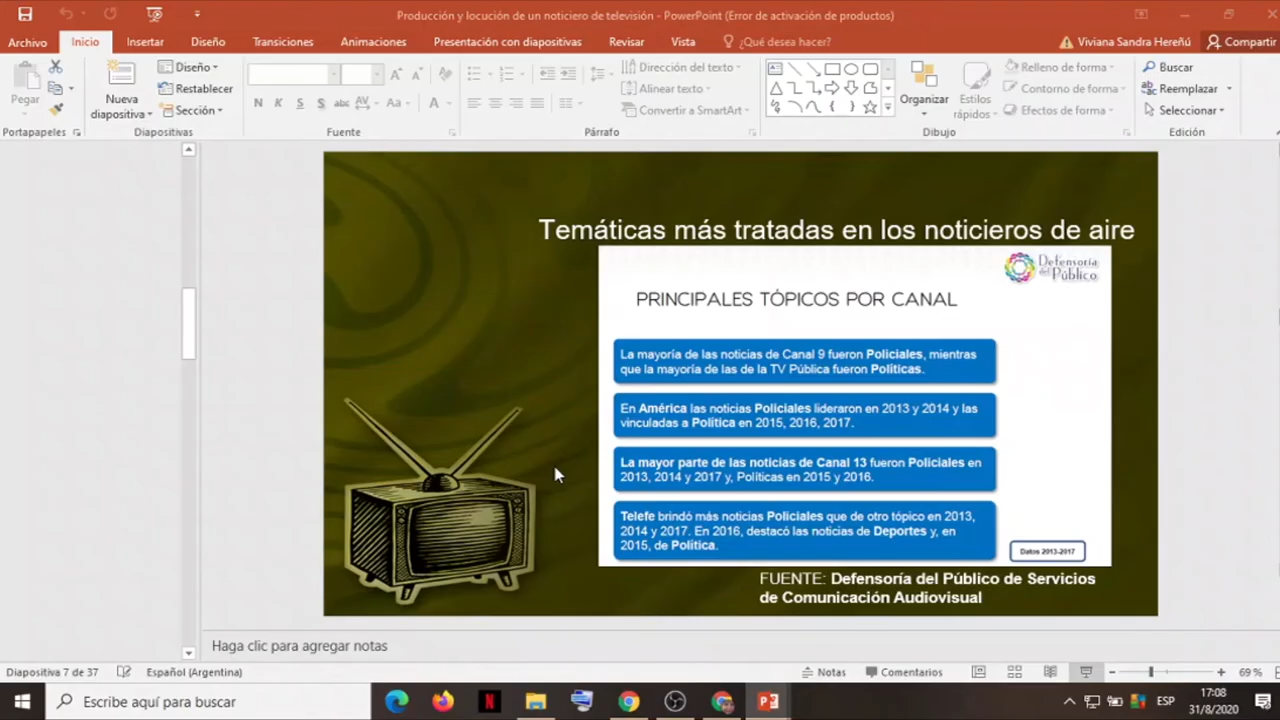 Producción y locución de un noticiero de televisión - PowerPoint (Error de activación de productos)
Archivo Inicio Insertar Diseño Transiciones Animaciones Presentación con diapositivas Revisar Vista ¿Qué desea hacer? Viviana Sandra Hereñú Compartir
Pegar
Nueva diapositiva
Diseño
Restablecer
Sección
N K S S abc AV Aa A
Dirección del texto
Alinear texto
Convertir a SmartArt
Organizar
Estilos rápidos
Relleno de forma
Contorno de forma
Efectos de forma
Buscar
Reemplazar
Seleccionar
Portapapeles Diapositivas Fuente Párrafo Dibujo Edición
Temáticas más tratadas en los noticieros de aire
Defensoría
del Público
PRINCIPALES TÓPICOS POR CANAL
La mayoría de las noticias de Canal 9 fueron Policiales, mientras
que la mayoría de las de la TV Pública fueron Políticas.
En América las noticias Policiales lideraron en 2013 y 2014 y las
vinculadas a Política en 2015, 2016, 2017.
La mayor parte de las noticias de Canal 13 fueron Policiales en
2013, 2014 y 2017 y, Políticas en 2015 y 2016.
Telefe brindó más noticias Policiales que de otro tópico en 2013,
2014 y 2017. En 2016, destacó las noticias de Deportes y, en
2015, de Política.
Datos 2013-2017
FUENTE: Defensoría del Público de Servicios
de Comunicación Audiovisual
Haga clic para agregar notas
Diapositiva 7 de 37 Español (Argentina) Notas Comentarios 69 %
Escribe aquí para buscar
ESP
17:08
31/8/2020